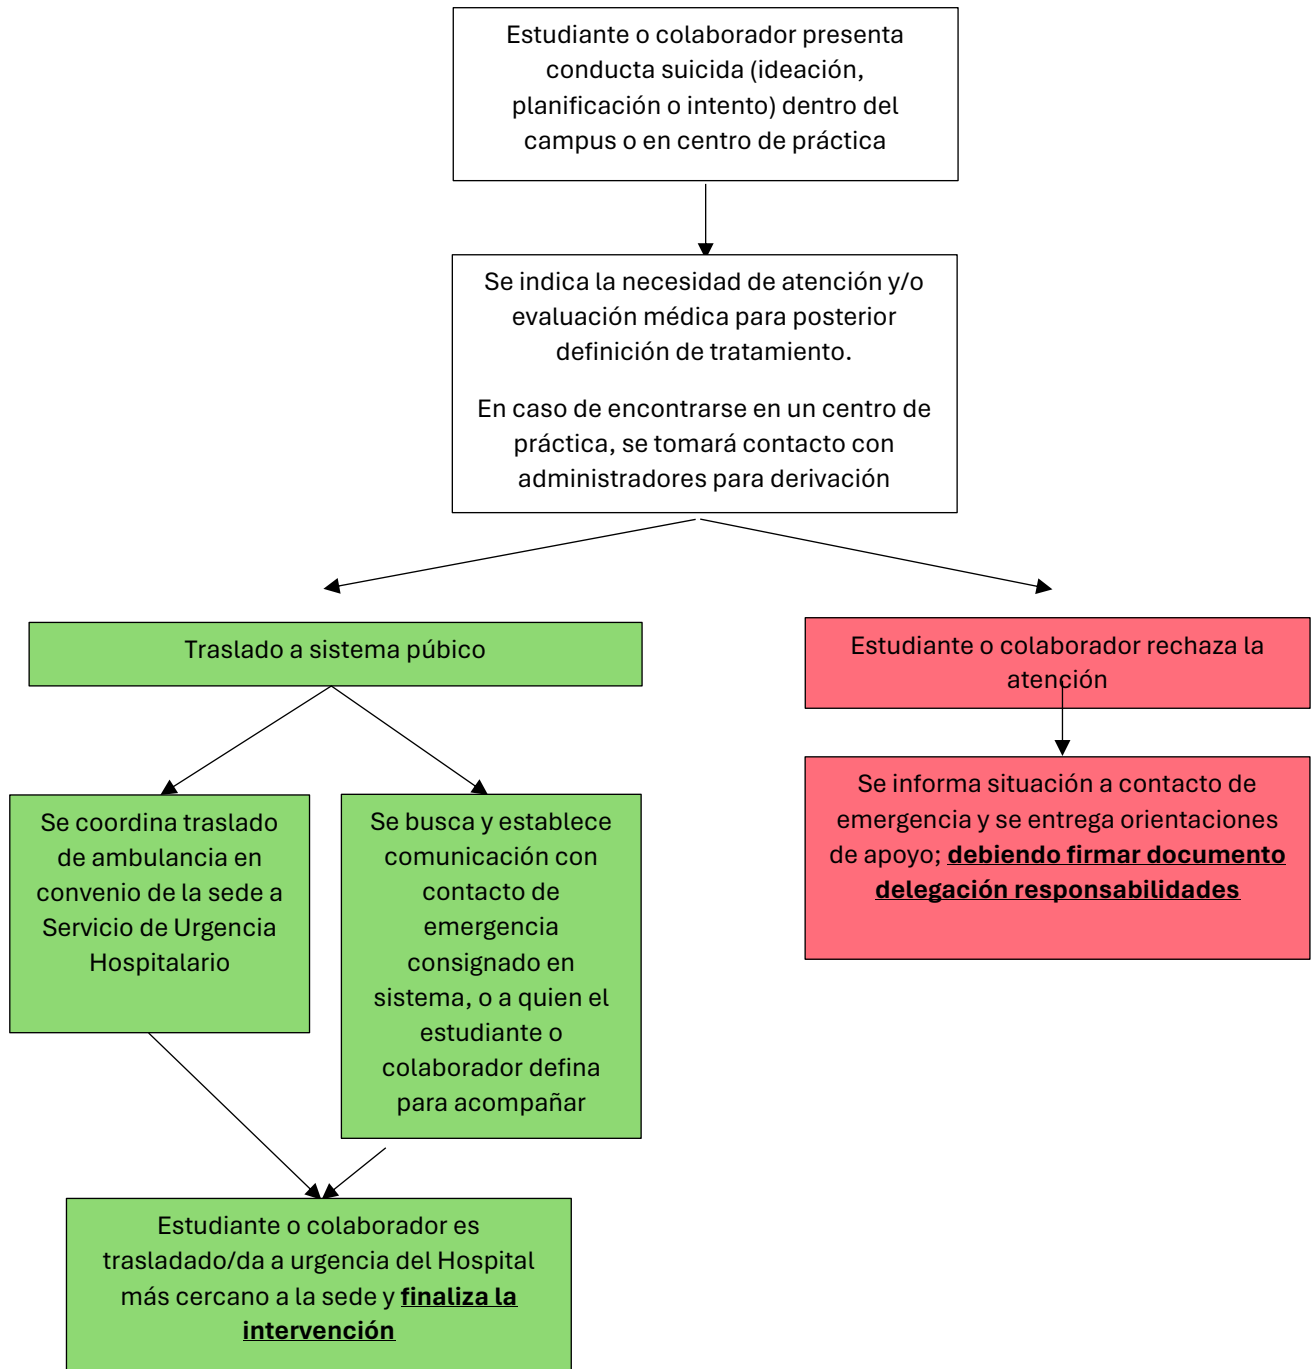 Estudiante o colaborador presenta
conducta suicida (ideación,
planificación o intento) dentro del
campus o en centro de práctica
Se indica la necesidad de atención y/o
evaluación médica para posterior
definición de tratamiento.
En caso de encontrarse en un centro de
práctica, se tomará contacto con
administradores para derivación
Traslado a sistema púbico
Estudiante o colaborador rechaza la
atención
Se coordina traslado
de ambulancia en
convenio de la sede a
Servicio de Urgencia
Hospitalario
Se busca y establece
comunicación con
contacto de
emergencia
consignado en
sistema, o a quien el
estudiante o
colaborador defina
para acompañar
Se informa situación a contacto de
emergencia y se entrega orientaciones
de apoyo; debiendo firmar documento
delegación responsabilidades
Estudiante o colaborador es
trasladado/da a urgencia del Hospital
más cercano a la sede y finaliza la
intervención